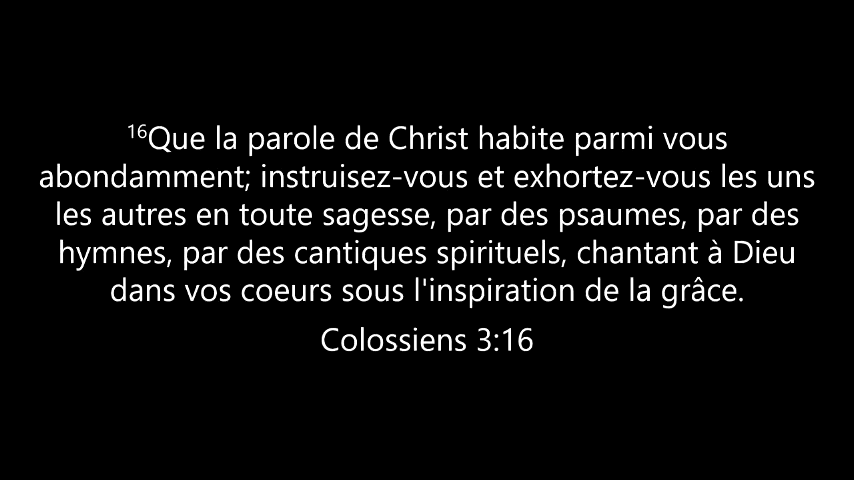 ¹⁶Que la parole de Christ habite parmi vous
abondamment; instruisez-vous et exhortez-vous les uns
les autres en toute sagesse, par des psaumes, par des
hymnes, par des cantiques spirituels, chantant à Dieu
dans vos coeurs sous l'inspiration de la grâce.
Colossiens 3:16